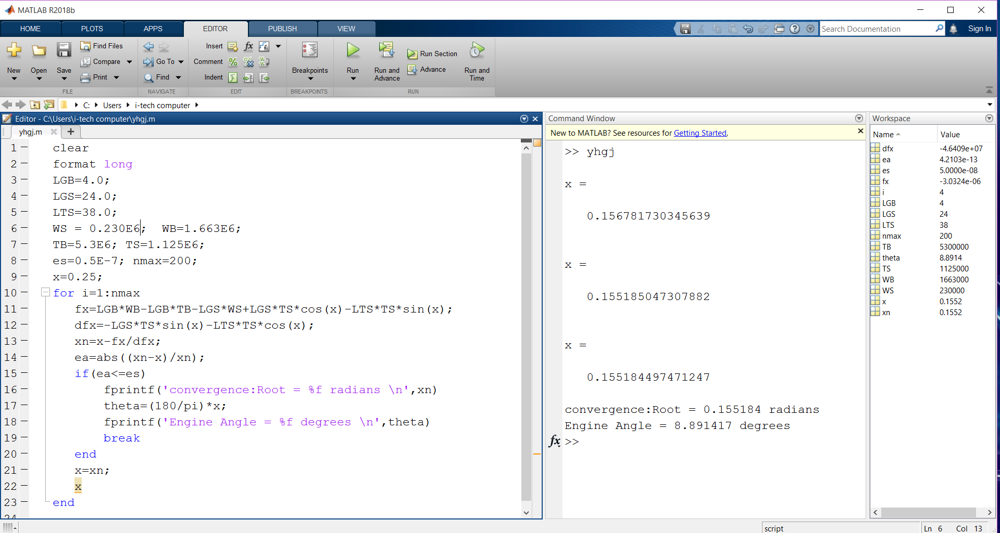 MATLAB R2018b
HOME PLOTS APPS EDITOR PUBLISH VIEW Search Documentation Sign In
New Open Save Find Files Compare Print
Go To Find
Insert fx Comment Indent
Breakpoints
Run Run and Advance Run Section Advance Run and Time
FILE NAVIGATE EDIT BREAKPOINTS RUN
C: Users i-tech computer
Editor - C:\Users\i-tech computer\yhgj.m
yhgj.m
1 clear
2 format long
3 LGB=4.0;
4 LGS=24.0;
5 LTS=38.0;
6 WS = 0.230E6; WB=1.663E6;
7 TB=5.3E6; TS=1.125E6;
8 es=0.5E-7; nmax=200;
9 x=0.25;
10 for i=1:nmax
11 fx=LGB*WB-LGB*TB-LGS*WS+LGS*TS*cos(x)-LTS*TS*sin(x);
12 dfx=-LGS*TS*sin(x)-LTS*TS*cos(x);
13 xn=x-fx/dfx;
14 ea=abs((xn-x)/xn);
15 if(ea<=es)
16 fprintf('convergence:Root = %f radians \n',xn)
17 theta=(180/pi)*x;
18 fprintf('Engine Angle = %f degrees \n',theta)
19 break
20 end
21 x=xn;
22 x
23 end
24
Command Window
New to MATLAB? See resources for Getting Started.
>> yhgj
x =
0.156781730345639
x =
0.155185047307882
x =
0.155184497471247
convergence:Root = 0.155184 radians
Engine Angle = 8.891417 degrees
fx >>
Workspace
Name Value
dfx -4.6409e+07
ea 4.2103e-13
es 5.0000e-08
fx -3.0324e-06
i 4
LGB 4
LGS 24
LTS 38
nmax 200
TB 5300000
theta 8.8914
TS 1125000
WB 1663000
WS 230000
x 0.1552
xn 0.1552
script Ln 6 Col 13